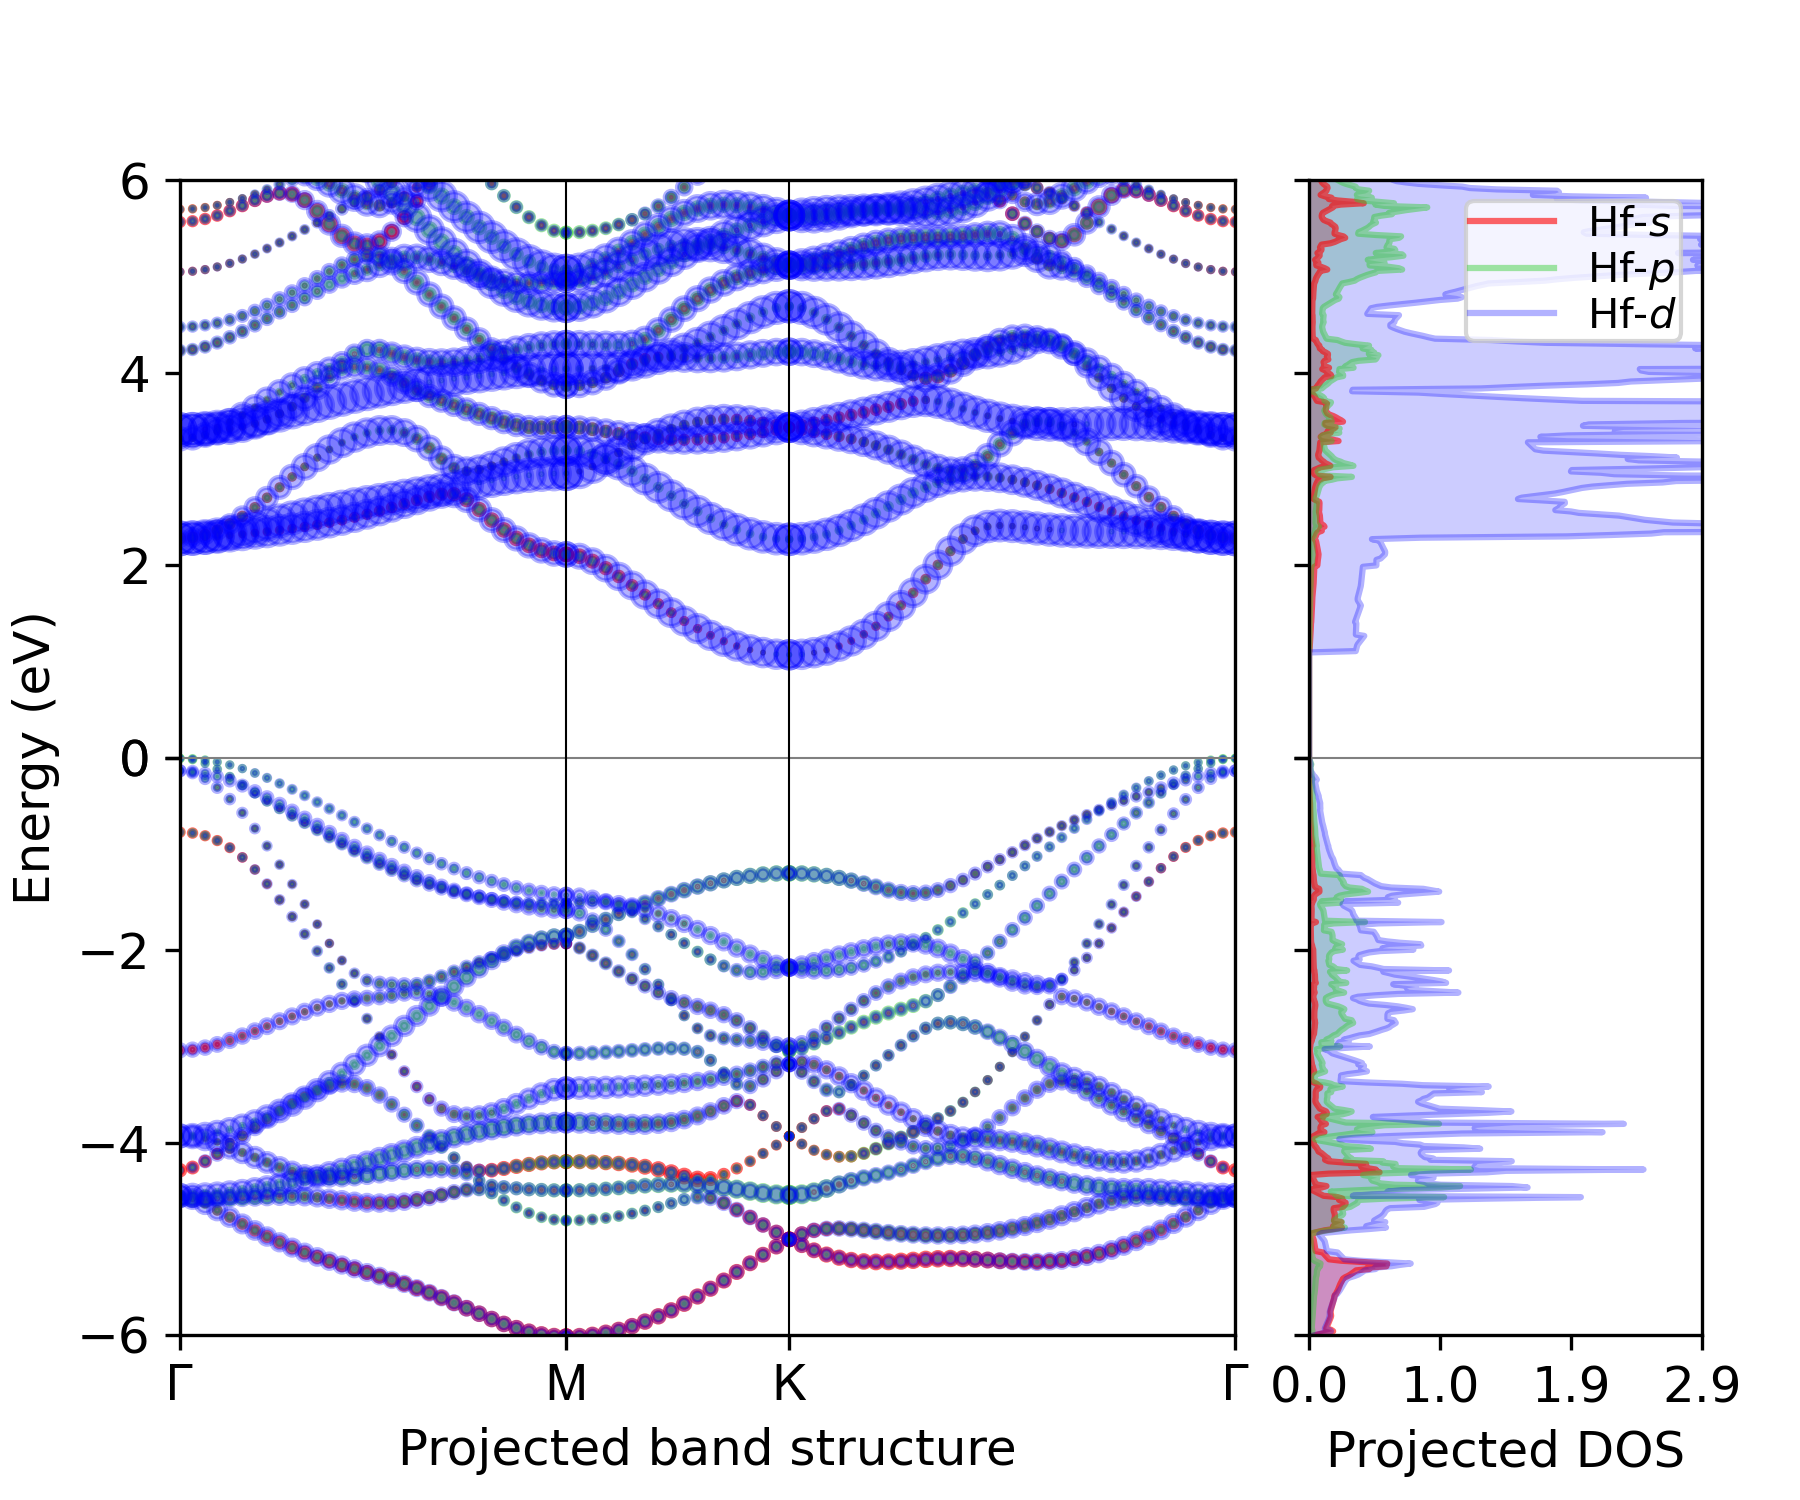 6
4
2
0
−2
−4
−6
Energy (eV)
Γ
M
K
Γ
Projected band structure
Hf-s
Hf-p
Hf-d
0.0
1.0
1.9
2.9
Projected DOS